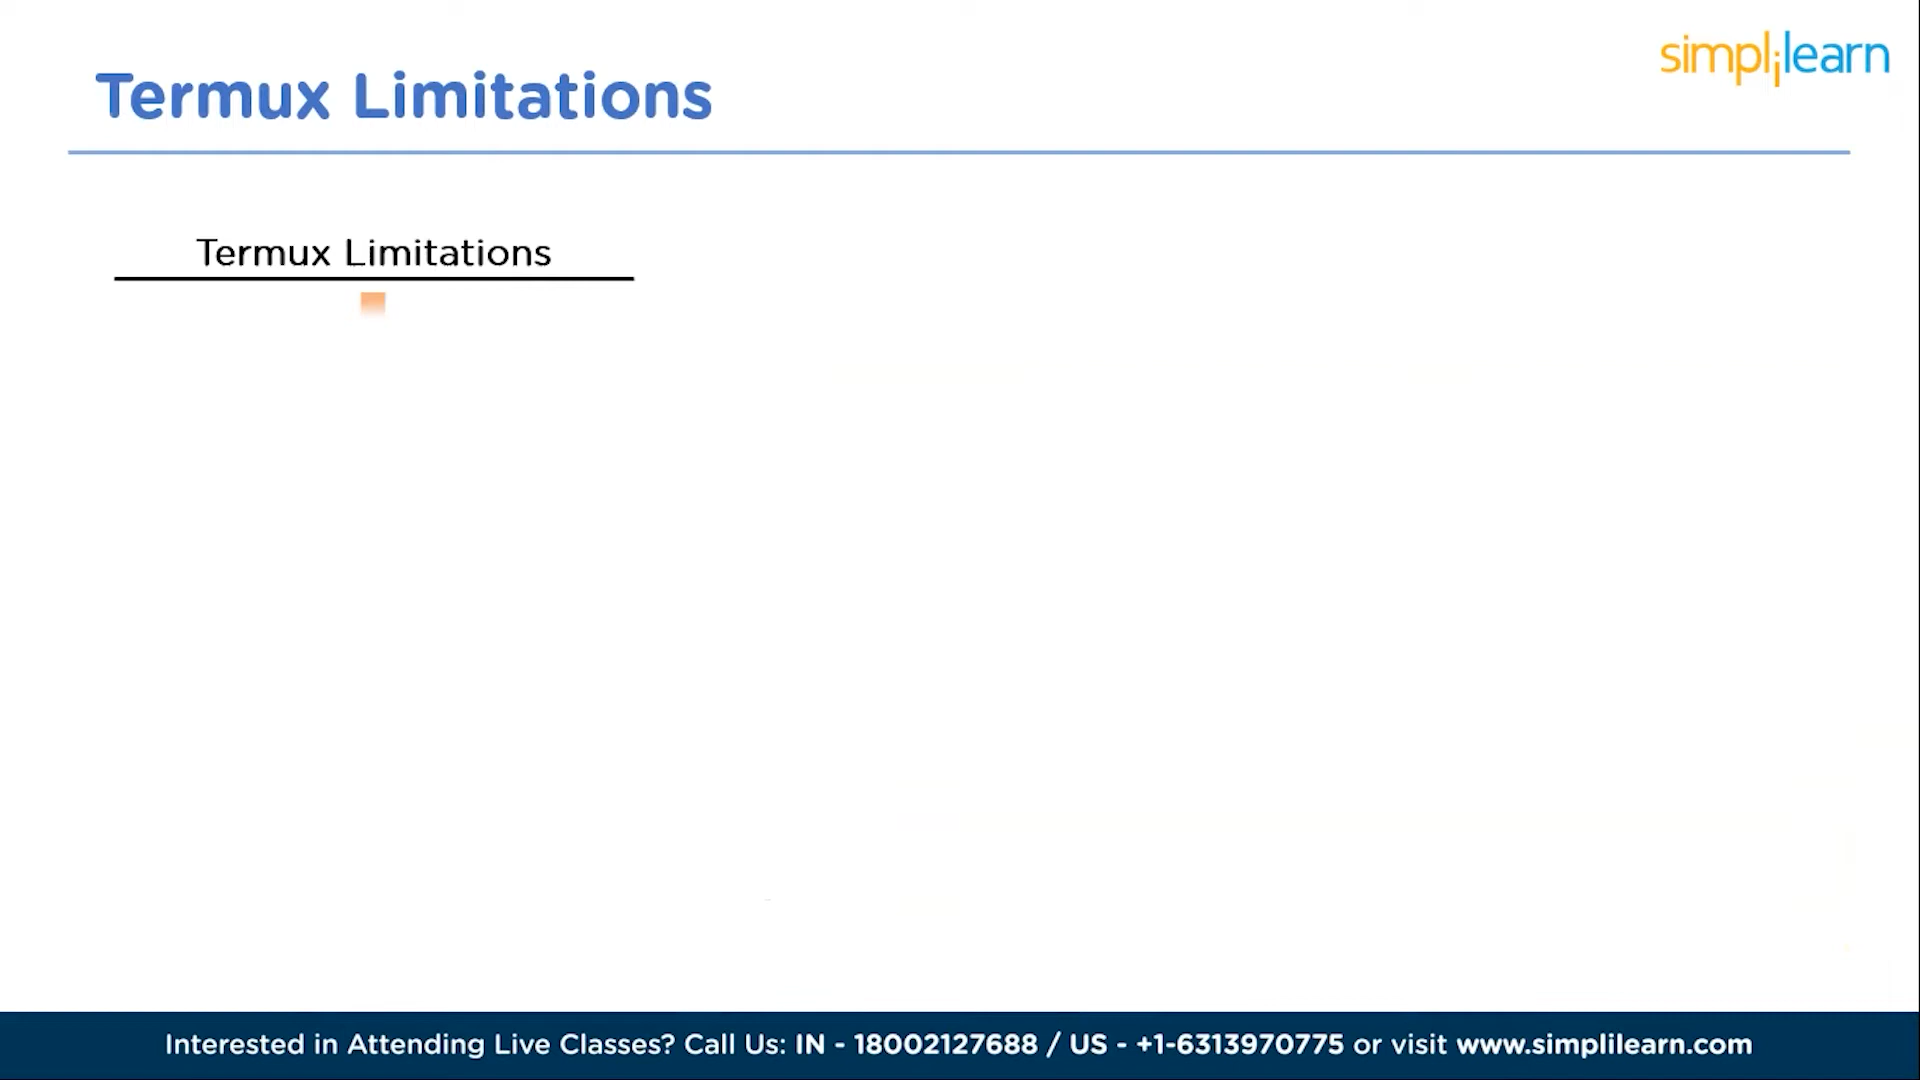 simplilearn
Termux Limitations
Termux Limitations
Interested in Attending Live Classes? Call Us: IN - 18002127688 / US - +1-6313970775 or visit www.simplilearn.com